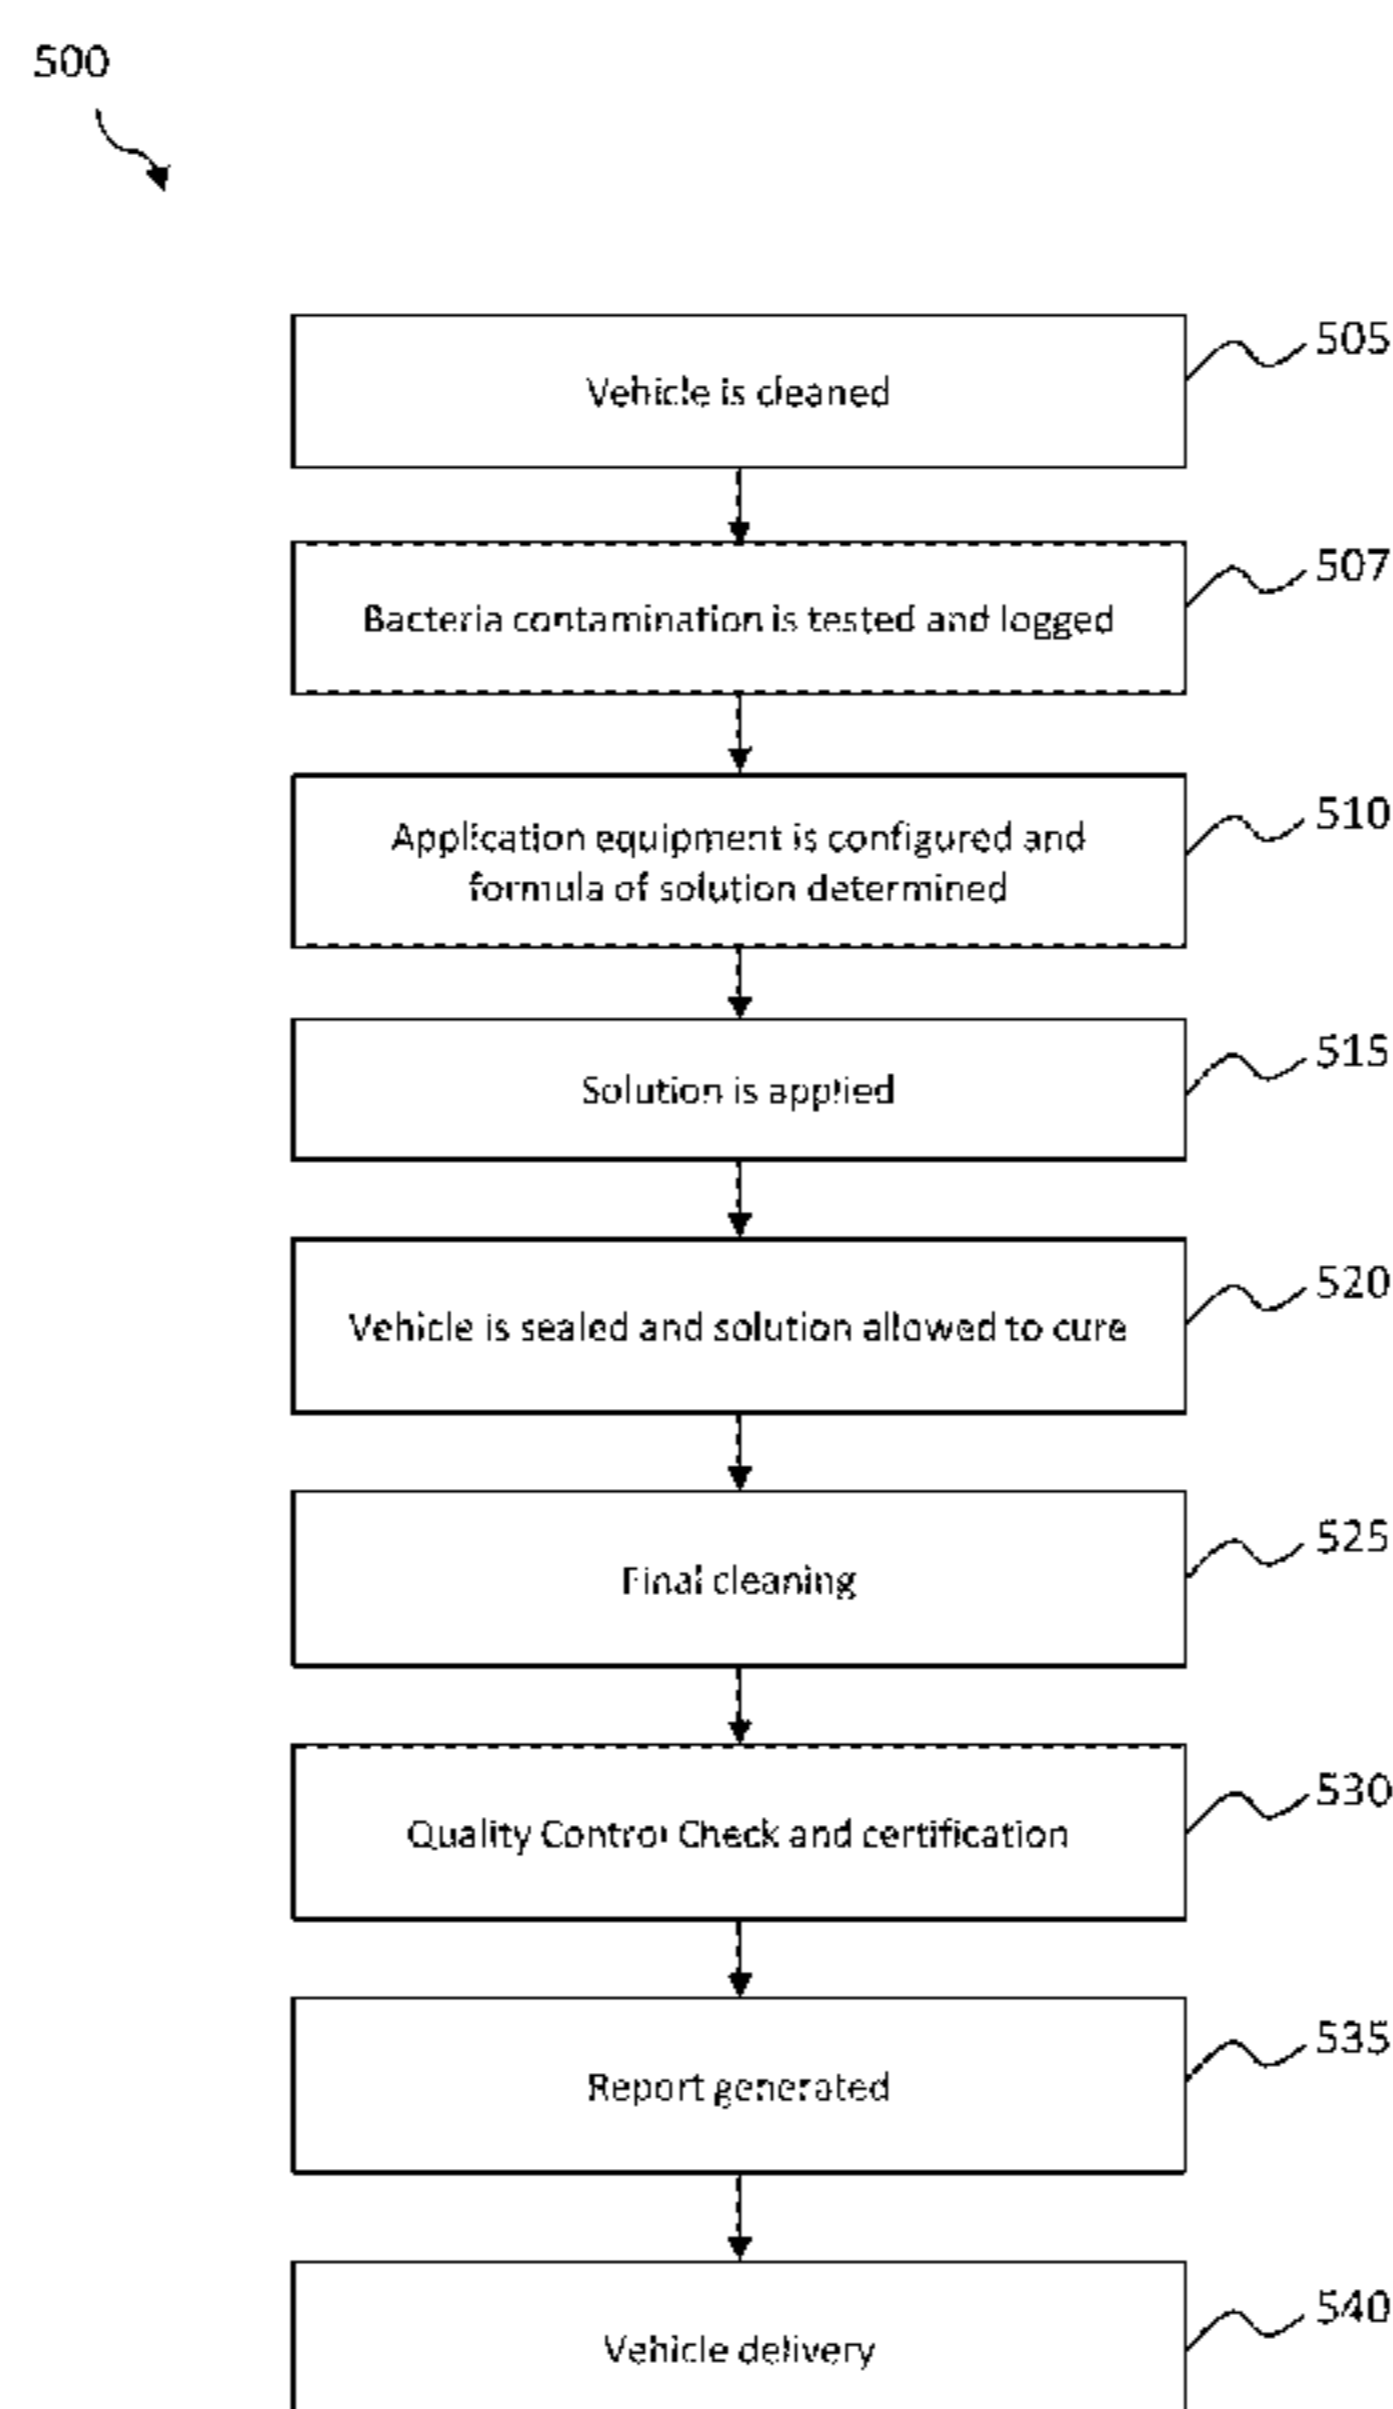 500
Vehicle is cleaned
505
Bacteria contamination is tested and logged
507
Application equipment is configured and
formula of solution determined
510
Solution is applied
515
Vehicle is sealed and solution allowed to cure
520
Final cleaning
525
Quality Control Check and certification
530
Report generated
535
Vehicle delivery
540